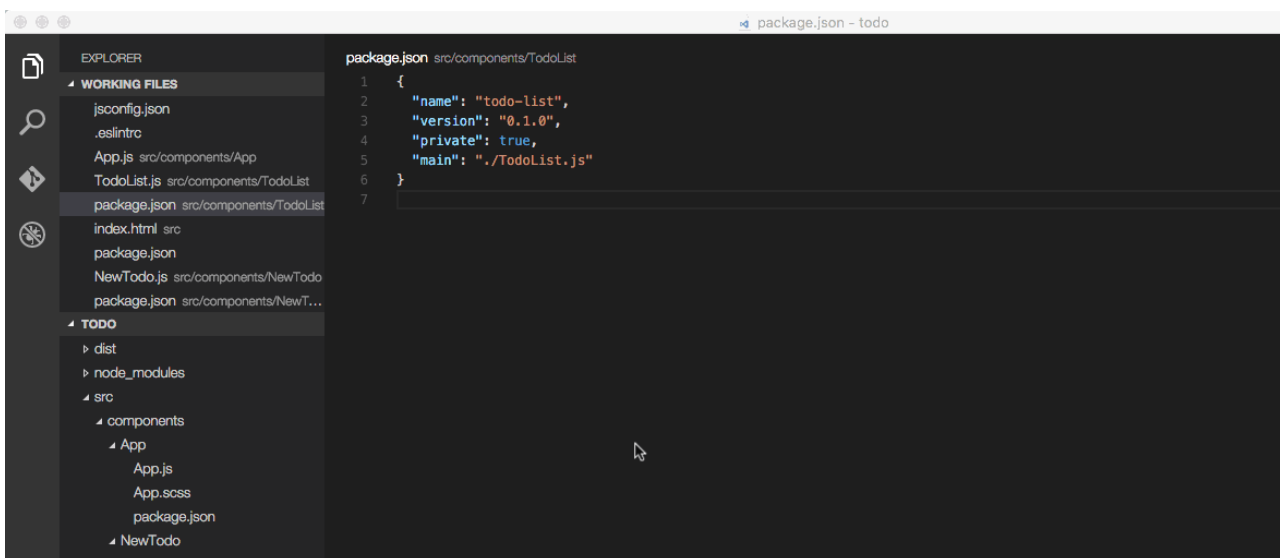 package.json - todo
EXPLORER
WORKING FILES
jsconfig.json
.eslintrc
App.js src/components/App
TodoList.js src/components/TodoList
package.json src/components/TodoList
index.html src
package.json
NewTodo.js src/components/NewTodo
package.json src/components/NewT...
TODO
dist
node_modules
src
components
App
App.js
App.scss
package.json
NewTodo
package.json src/components/TodoList
1 {
2 "name": "todo-list",
3 "version": "0.1.0",
4 "private": true,
5 "main": "./TodoList.js"
6 }
7